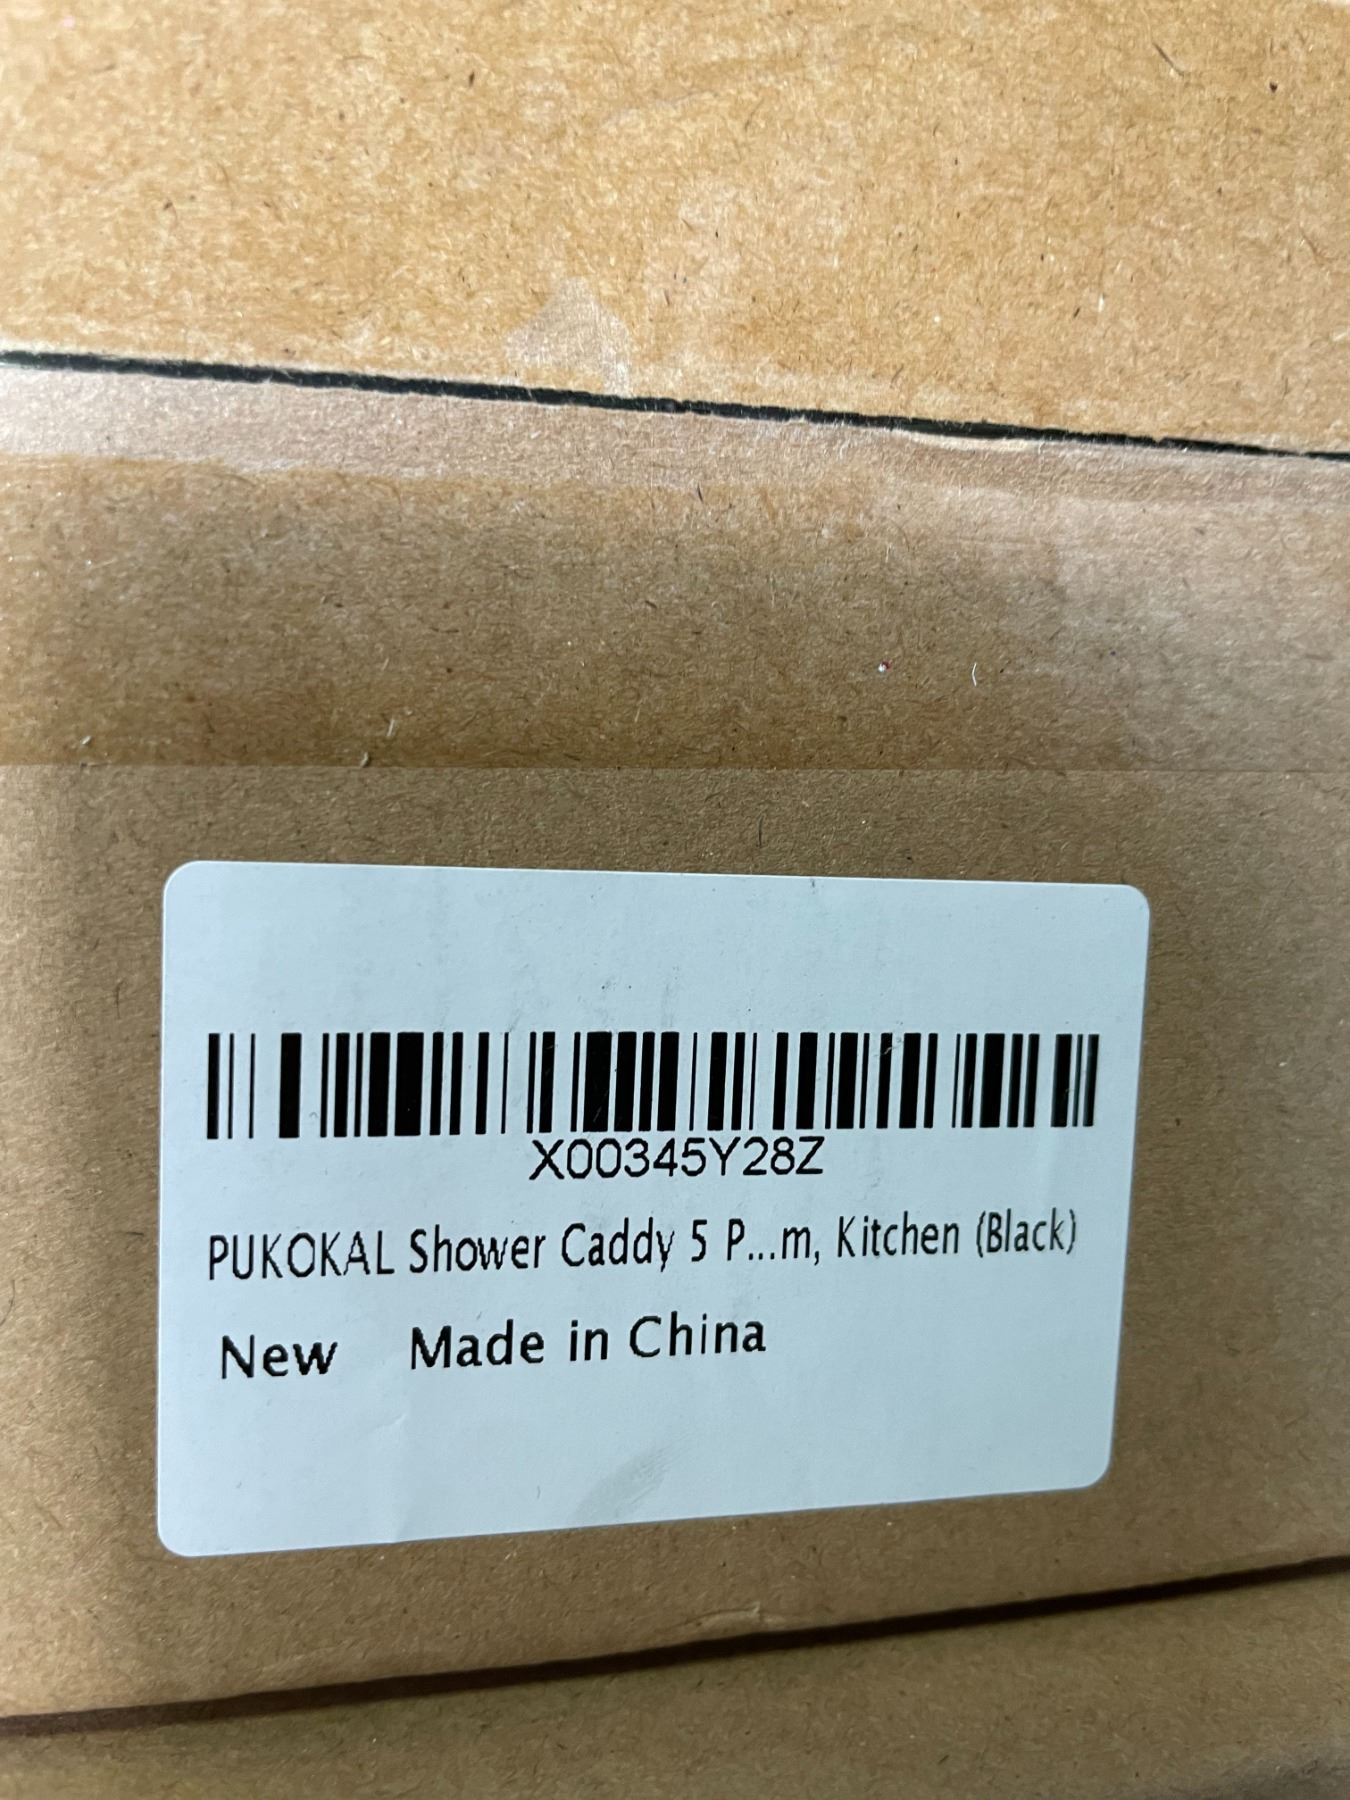 X00345Y28Z
PUKOKAL Shower Caddy 5 P...m, Kitchen (Black)
New Made in China